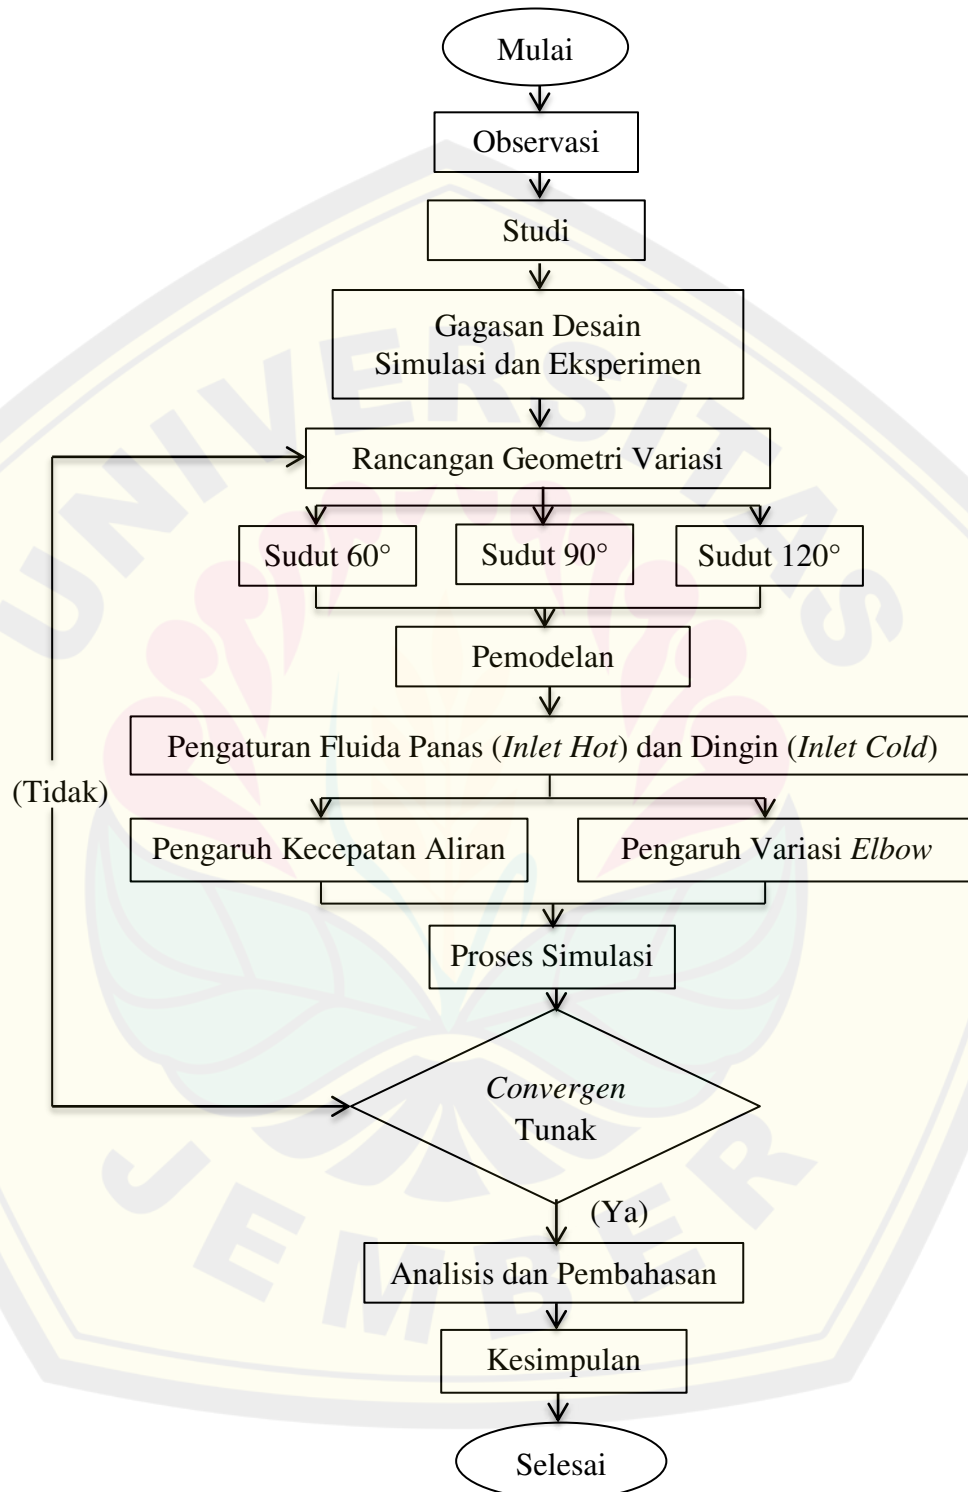 Mulai
Observasi
Studi
Gagasan Desain
Simulasi dan Eksperimen
Rancangan Geometri Variasi
Sudut 60°
Sudut 90°
Sudut 120°
Pemodelan
Pengaturan Fluida Panas (Inlet Hot) dan Dingin (Inlet Cold)
(Tidak)
Pengaruh Kecepatan Aliran
Pengaruh Variasi Elbow
Proses Simulasi
Convergen
Tunak
(Ya)
Analisis dan Pembahasan
Kesimpulan
Selesai
UNIVERSITAS
JEMBER